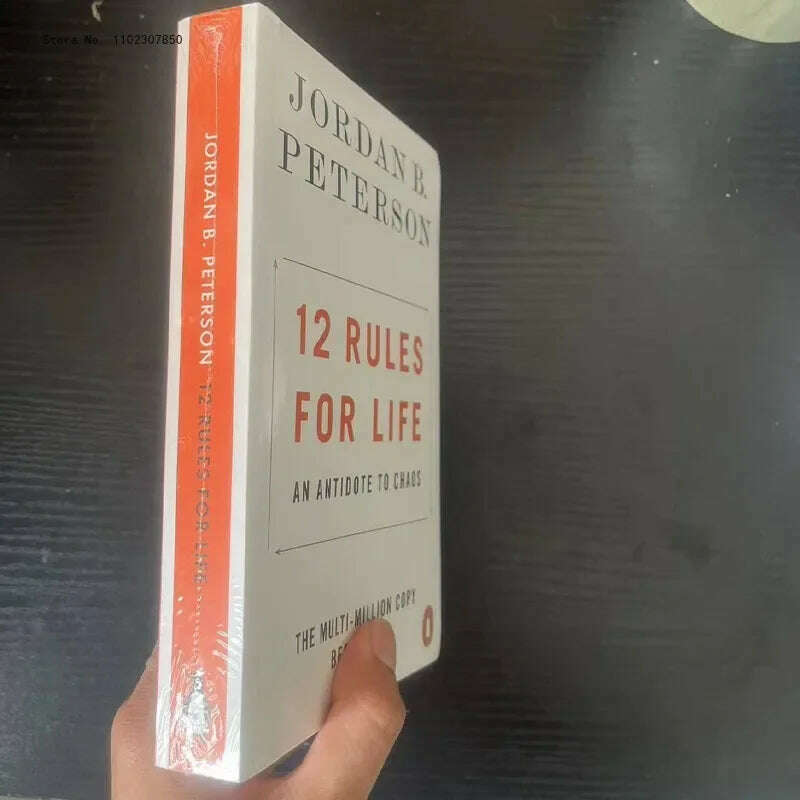 Store No. 1102307850
JORDAN B. PETERSON 12 RULES FOR LIFE
JORDAN B.
PETERSON
12 RULES
FOR LIFE
AN ANTIDOTE TO CHAOS
THE MULTI-MILLION COPY